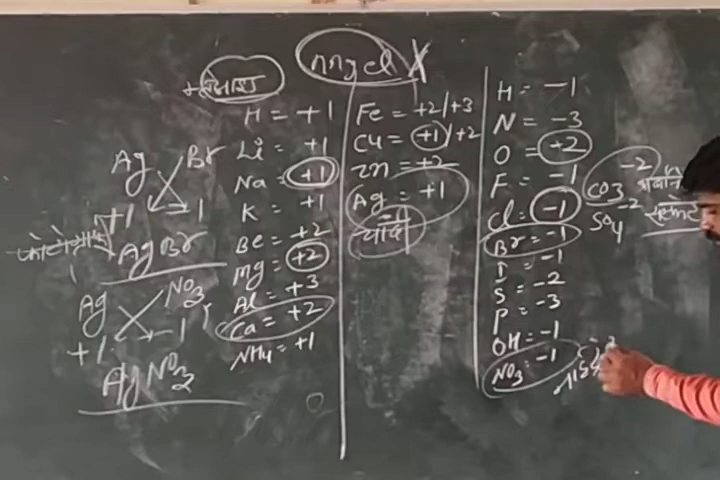 nnycl X
H = +1
Li = +1
Na = +1
K = +1
Be = +2
Mg = +2
Al = +3
Ca = +2
NH4 = +1
Fe = +2/+3
Cu = +1/+2
Zn = +2
Ag = +1
चाँदी
H = -1
N = -3
O = +2
F = -1
Cl = -1
Br = -1
I = -1
S = -2
P = -3
OH = -1
NO3 = -1
CO3 -2
SO4 -2
Ag Br
+1 -1
AgBr
Ag NO3
+1 -1
AgNO3